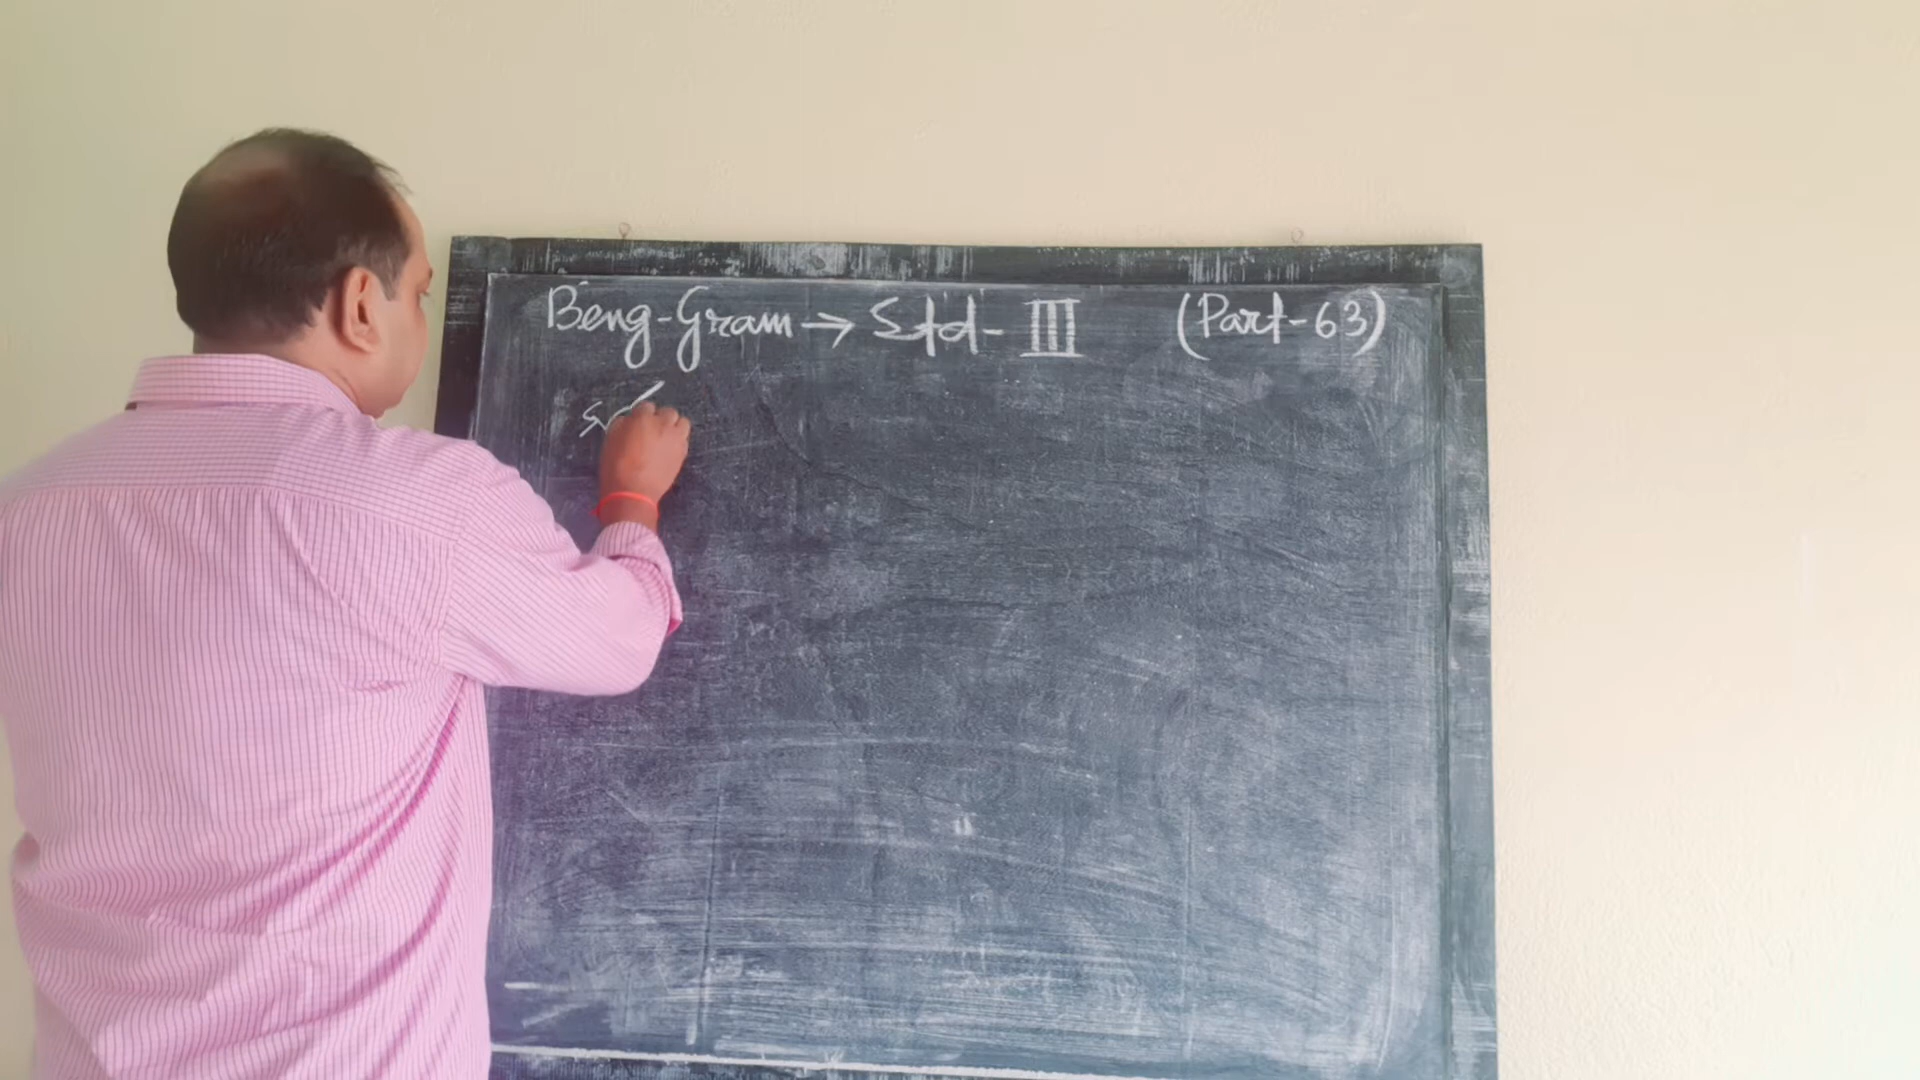 Beng-Gram → Std- III (Part-63)